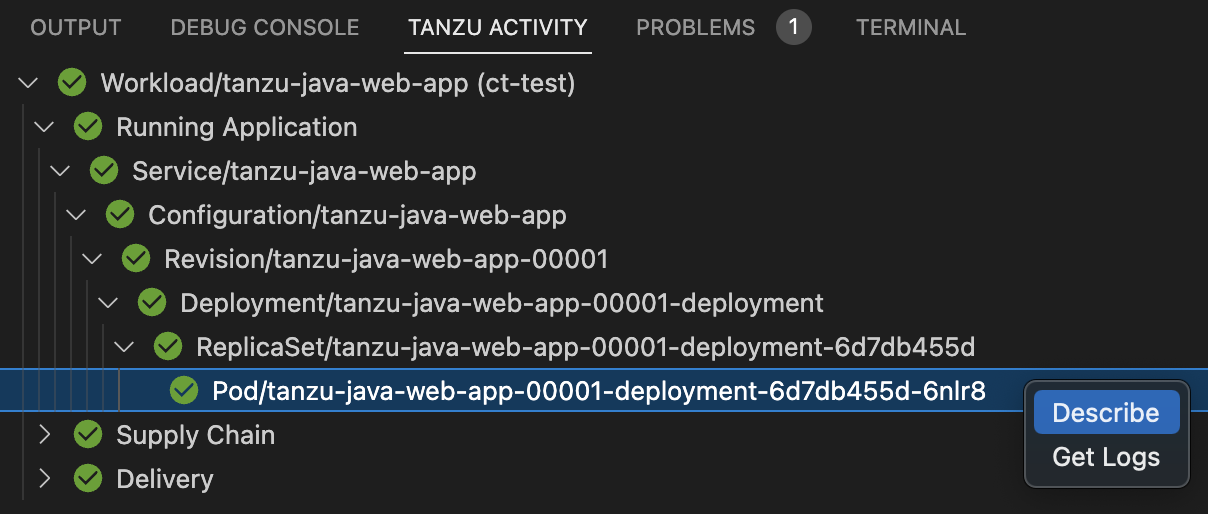 OUTPUT DEBUG CONSOLE TANZU ACTIVITY PROBLEMS 1 TERMINAL
Workload/tanzu-java-web-app (ct-test)
Running Application
Service/tanzu-java-web-app
Configuration/tanzu-java-web-app
Revision/tanzu-java-web-app-00001
Deployment/tanzu-java-web-app-00001-deployment
ReplicaSet/tanzu-java-web-app-00001-deployment-6d7db455d
Pod/tanzu-java-web-app-00001-deployment-6d7db455d-6nlr8
Describe
Supply Chain
Get Logs
Delivery